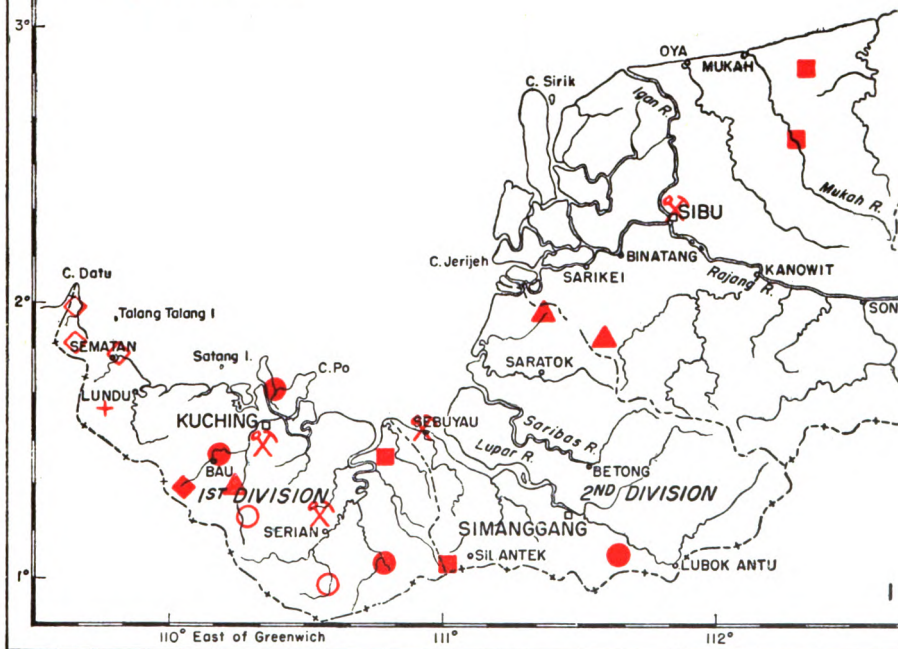 3°
OYA
MUKAH
C. Sirik
Igan R.
Mukah R.
SIBU
C. Jerijeh
BINATANG
SARIKEI
Rajang R.
KANOWIT
C. Datu
2°
SON
Talang Talang I
SEMATAN
Satang I.
C. Po
SARATOK
LUNDU
KUCHING
SEBUYAU
Saribas R.
Lupar R.
BETONG
BAU
1ST DIVISION
2ND DIVISION
SERIAN
SIMANGGANG
Sil ANTEK
LUBOK ANTU
1°
110° East of Greenwich
111°
112°